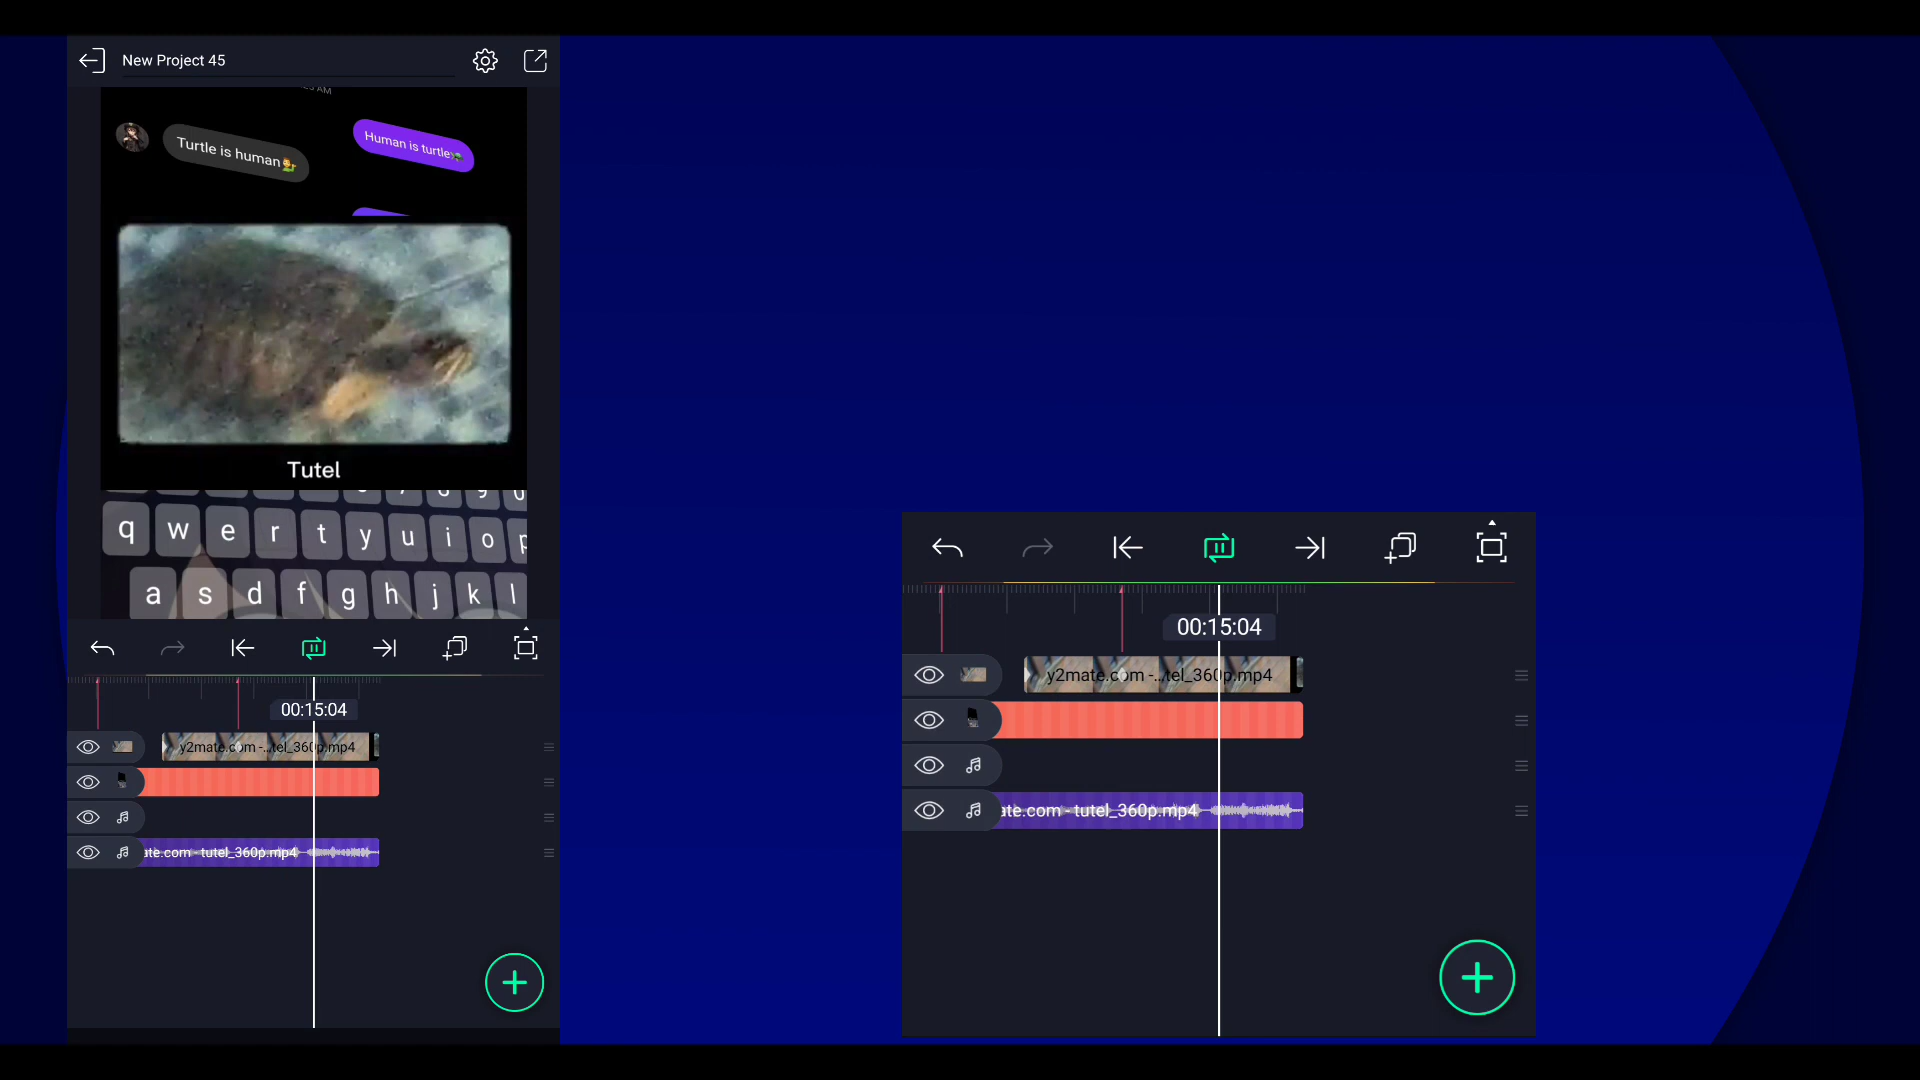 New Project 45
AM
Turtle is human💁
Human is turtle🐢
Tutel
q w e r t y u i o p
a s d f g h j k l
00:15:04
y2mate.com -...tel_360p.mp4
ate.com - tutel_360p.mp4
00:15:04
y2mate.com -...tel_360p.mp4
ate.com - tutel_360p.mp4